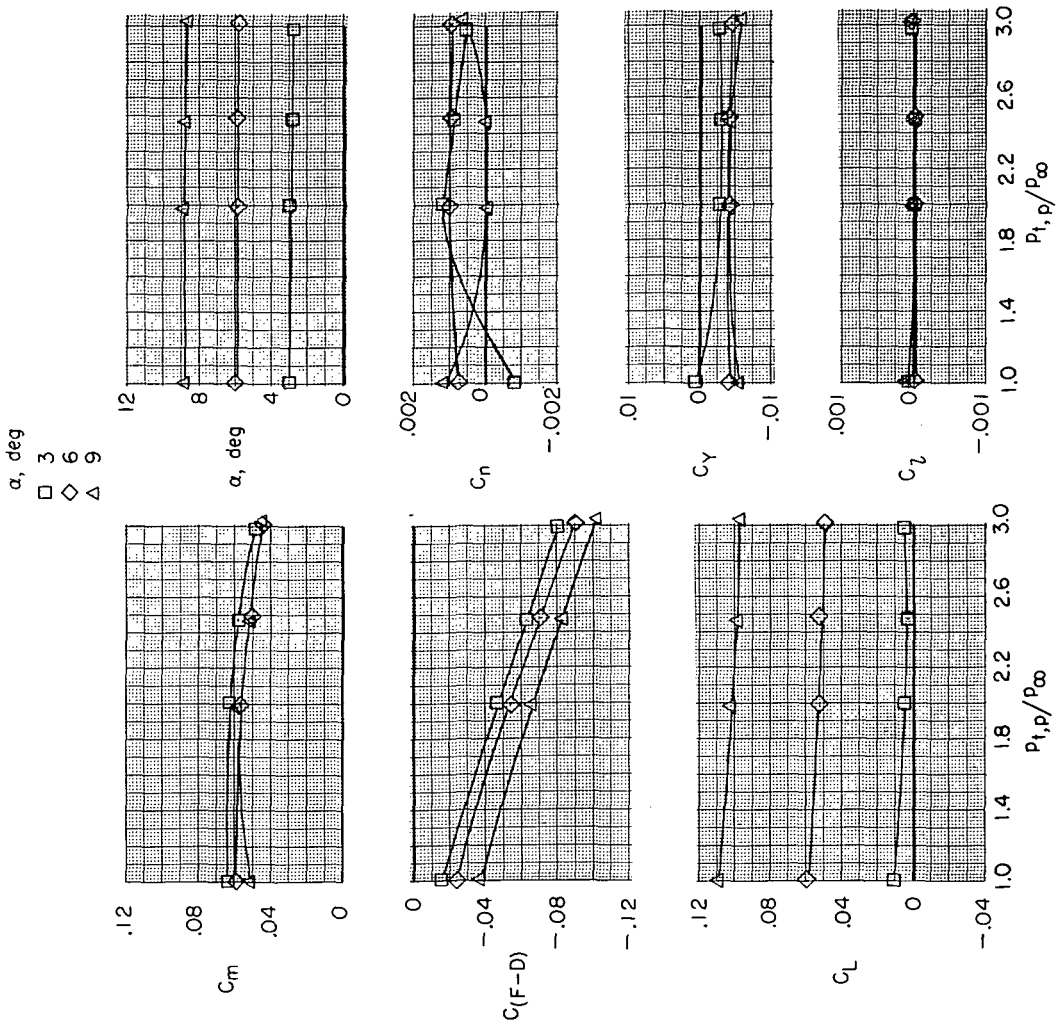 α, deg
□ 3
◇ 6
△ 9
.12
.08
.04
0
Cm
0
-.04
-.08
-.12
C(F-D)
.12
.08
.04
0
-.04
CL
1.0 1.4 1.8 2.2 2.6 3.0
pt,p/p∞
12
8
4
0
α, deg
.002
0
-.002
Cn
.01
0
-.01
CY
.001
0
-.001
Cl
1.0 1.4 1.8 2.2 2.6 3.0
pt,p/p∞